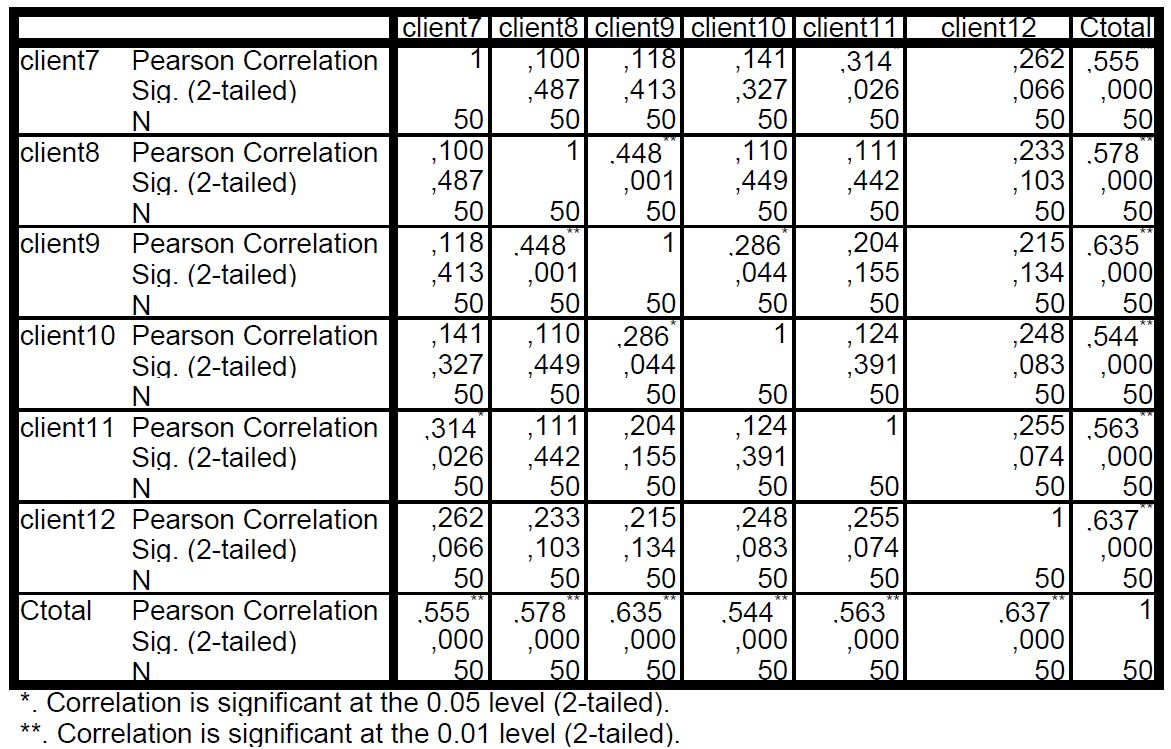 client7 client8 client9 client10 client11 client12 Ctotal
client7 Pearson Correlation 1 ,100 ,118 ,141 ,314* ,262 ,555**
Sig. (2-tailed) ,487 ,413 ,327 ,026 ,066 ,000
N 50 50 50 50 50 50 50
client8 Pearson Correlation ,100 1 ,448** ,110 ,111 ,233 ,578**
Sig. (2-tailed) ,487 ,001 ,449 ,442 ,103 ,000
N 50 50 50 50 50 50 50
client9 Pearson Correlation ,118 ,448** 1 ,286* ,204 ,215 ,635**
Sig. (2-tailed) ,413 ,001 ,044 ,155 ,134 ,000
N 50 50 50 50 50 50 50
client10 Pearson Correlation ,141 ,110 ,286* 1 ,124 ,248 ,544**
Sig. (2-tailed) ,327 ,449 ,044 ,391 ,083 ,000
N 50 50 50 50 50 50 50
client11 Pearson Correlation ,314* ,111 ,204 ,124 1 ,255 ,563**
Sig. (2-tailed) ,026 ,442 ,155 ,391 ,074 ,000
N 50 50 50 50 50 50 50
client12 Pearson Correlation ,262 ,233 ,215 ,248 ,255 1 ,637**
Sig. (2-tailed) ,066 ,103 ,134 ,083 ,074 ,000
N 50 50 50 50 50 50 50
Ctotal Pearson Correlation ,555** ,578** ,635** ,544** ,563** ,637** 1
Sig. (2-tailed) ,000 ,000 ,000 ,000 ,000 ,000
N 50 50 50 50 50 50 50
*. Correlation is significant at the 0.05 level (2-tailed).
**. Correlation is significant at the 0.01 level (2-tailed).